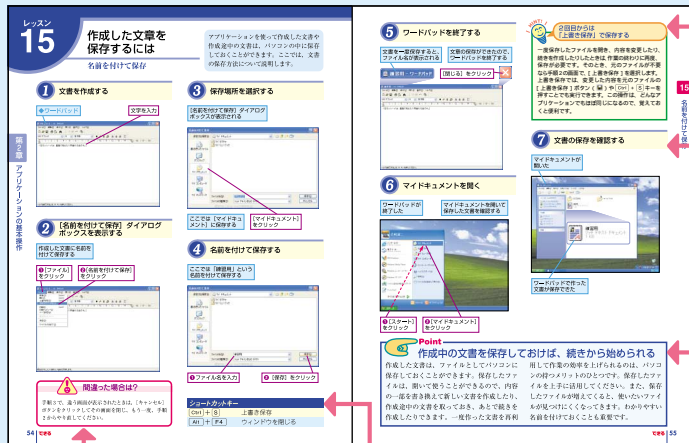 レッスン
15
作成した文章を
保存するには
名前を付けて保存
アプリケーションを使って作成した文書や
作成途中の文書は、パソコンの中に保存
しておくことができます。ここでは、文書
の保存方法について説明します。
第2章 アプリケーションの基本操作
1 文書を作成する
◆ワードパッド
文字を入力
2 [名前を付けて保存]ダイアログ
ボックスを表示する
作成した文書に名前を
付けて保存する
❶[ファイル]
をクリック
❷[名前を付けて保存]
をクリック
間違った場合は?
手順3で、違う画面が表示されたときは、[キャンセル]
ボタンをクリックしてその画面を閉じ、もう一度、手順
2からやり直してください。
54 できる
3 保存場所を選択する
[名前を付けて保存]ダイアログ
ボックスが表示される
ここでは[マイドキュ
メント]に保存する
[マイドキュメント]
をクリック
4 名前を付けて保存する
ここでは「練習用」という
名前を付けて保存する
❶ファイル名を入力
❷[保存]をクリック
ショートカットキー
Ctrl + S 上書き保存
Alt + F4 ウィンドウを閉じる
5 ワードパッドを終了する
文書を一度保存すると、
ファイル名が表示される
文章の保存ができたので、
ワードパッドを終了する
練習用 - ワードパッド
[閉じる]をクリック
6 マイドキュメントを開く
ワードパッドが
終了した
マイドキュメントを開いて
保存した文書を確認する
❶[スタート]
をクリック
❷[マイドキュメント]
をクリック
HINT!
2回目からは
「上書き保存」で保存する
一度保存したファイルを開き、内容を変更したり、
続きを作成したりしたときは、作業の終わりに再度、
保存が必要です。そのとき、元のファイルが不要
なら手順2の画面で、[上書き保存]を選択します。
上書き保存では、変更した内容を元のファイルの
[上書き保存]ボタン()や Ctrl + S キーを
押すことでも実行できます。この操作は、どんなア
プリケーションでもほぼ同じになるので、覚えてお
くと便利です。
15
名前を付けて保存
7 文書の保存を確認する
マイドキュメントが
開いた
練習用
ワードパッドで作った
文書が保存できた
Point
作成中の文書を保存しておけば、続きから始められる
作成した文書は、ファイルとしてパソコンに
保存しておくことができます。保存したファ
イルは、開いて使うことができるので、内容
の一部を書き換えて新しい文書を作成したり、
作成途中の文書を取っておき、あとで続きを
作成したりできます。一度作った文書を再利
用して作業の効率を上げられるのは、パソコ
ンの持つメリットのひとつです。保存したファ
イルを上手に活用してください。また、保存
したファイルが増えてくると、使いたいファイ
ルが見つけにくくなってきます。わかりやすい
名前を付けておくことも重要です。
できる 55